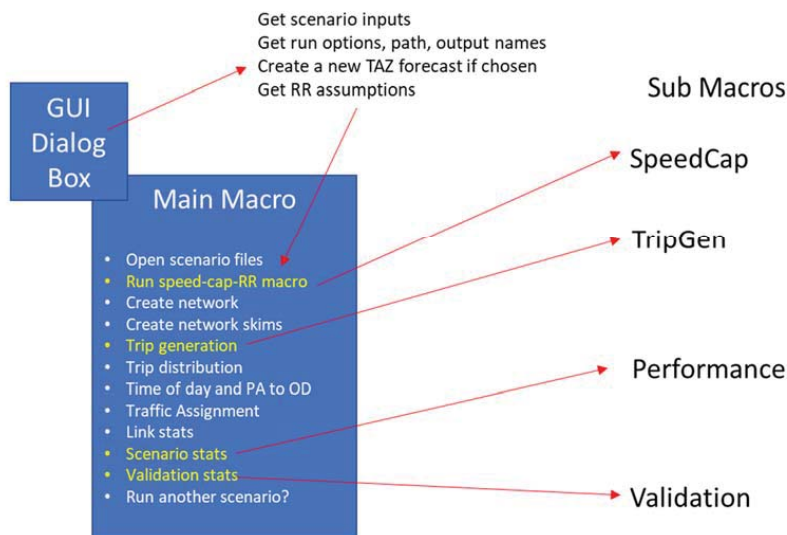 Get scenario inputs
Get run options, path, output names
Create a new TAZ forecast if chosen
Get RR assumptions
GUI
Dialog
Box
Main Macro
• Open scenario files
• Run speed-cap-RR macro
• Create network
• Create network skims
• Trip generation
• Trip distribution
• Time of day and PA to OD
• Traffic Assignment
• Link stats
• Scenario stats
• Validation stats
• Run another scenario?
Sub Macros
SpeedCap
TripGen
Performance
Validation